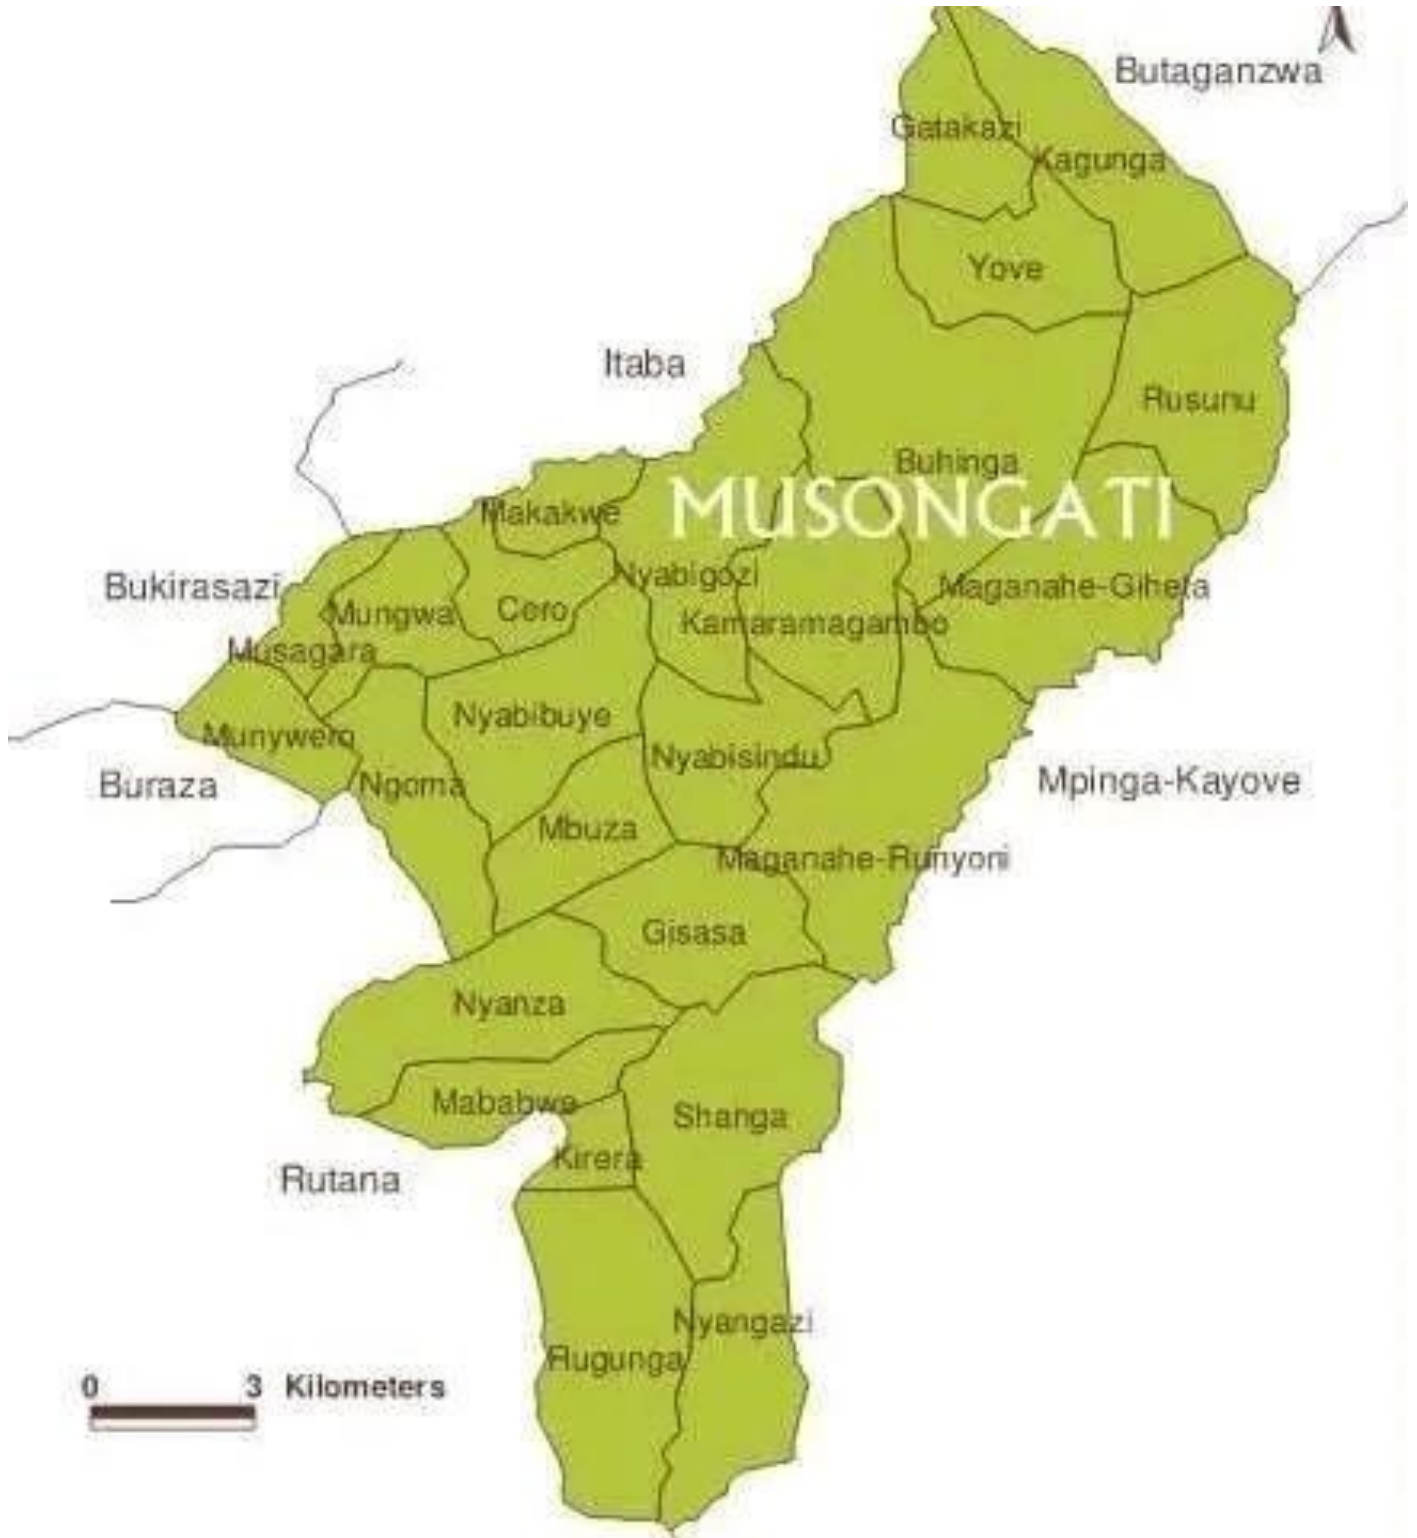 Butaganzwa
Gatakazi
Kagunga
Yove
Itaba
Rusunu
Buhinga
MUSONGATI
Makakwe
Nyabigozi
Maganahe-Giheta
Bukirasazi
Mungwa
Cero
Kamaramagambo
Musagara
Nyabibuye
Munywero
Nyabisindu
Buraza
Ngoma
Mpinga-Kayove
Mbuza
Maganahe-Runyoni
Gisasa
Nyanza
Mababwe
Shanga
Kirera
Rutana
Nyangazi
Rugunga
0 3 Kilometers